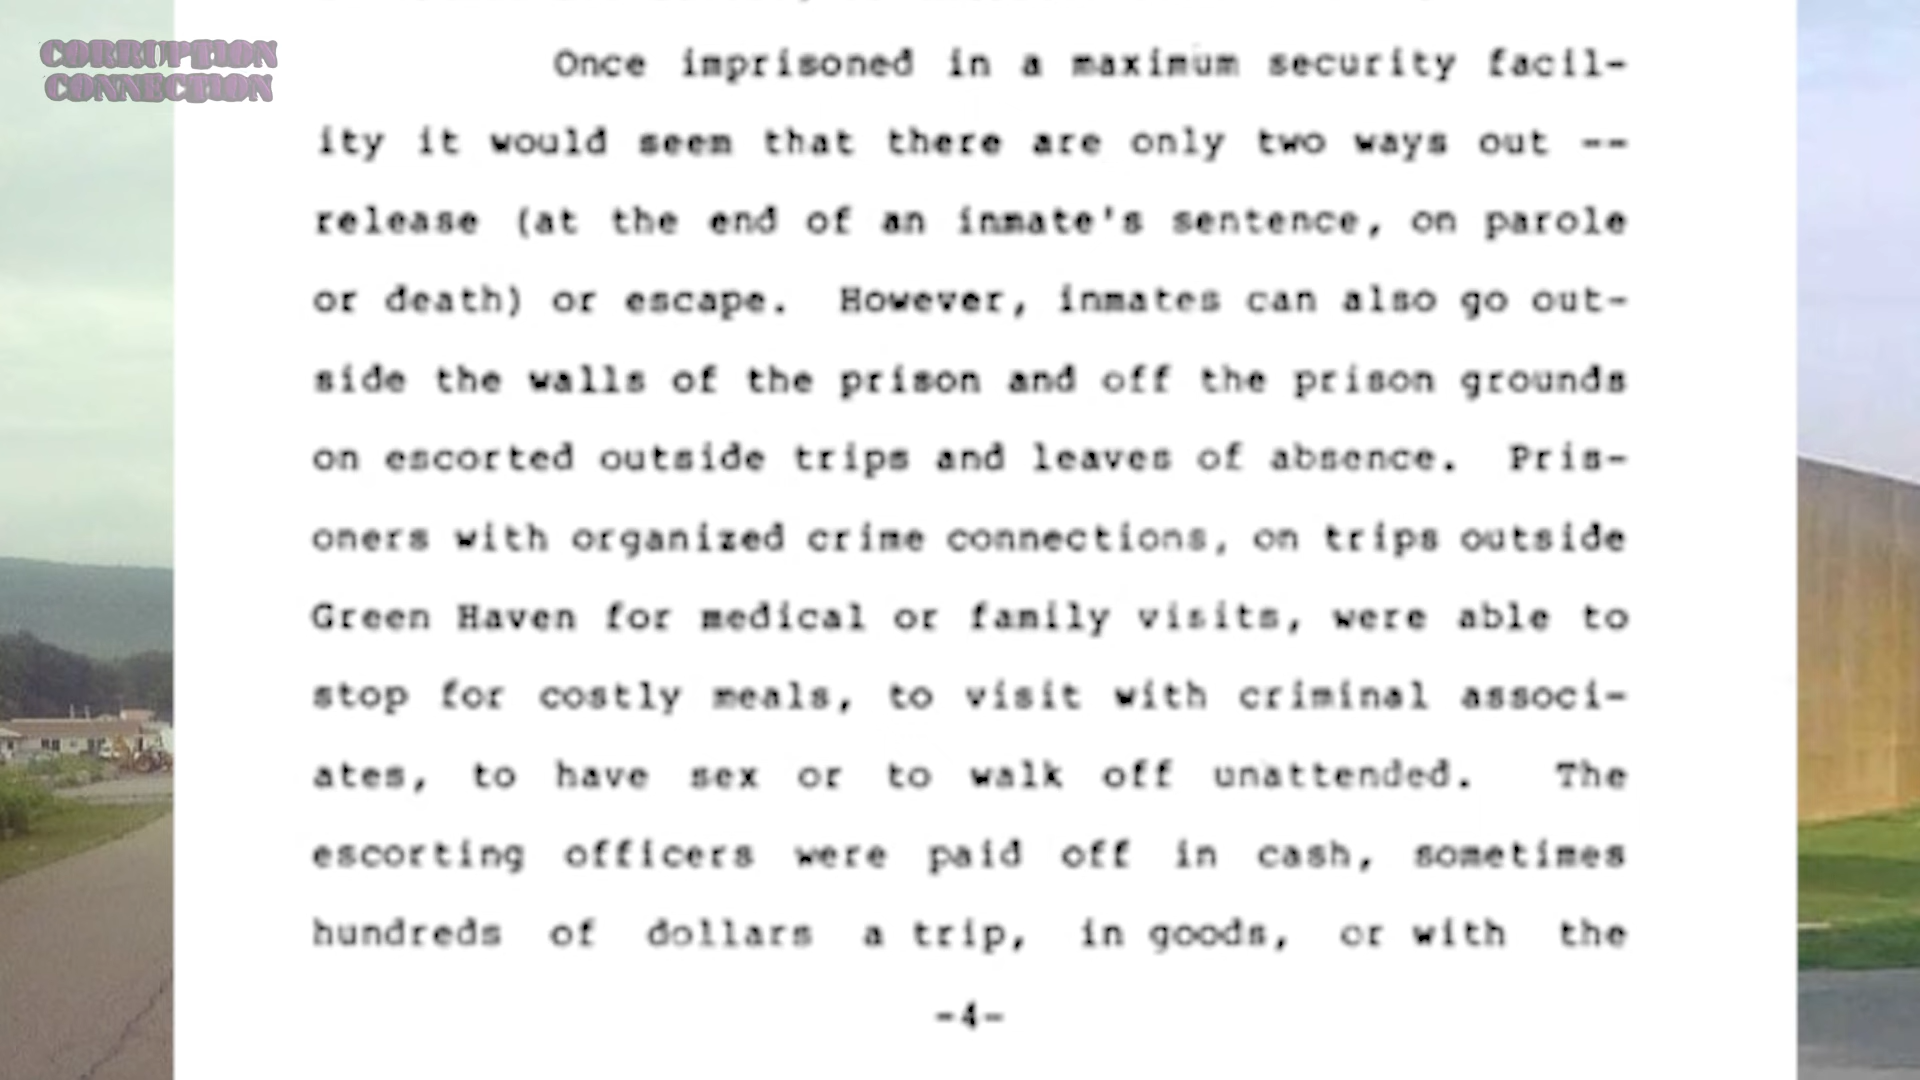 CORRUPTION
CONNECTION
Once imprisoned in a maximum security facil-
ity it would seem that there are only two ways out --
release (at the end of an inmate's sentence, on parole
or death) or escape. However, inmates can also go out-
side the walls of the prison and off the prison grounds
on escorted outside trips and leaves of absence. Pris-
oners with organized crime connections, on trips outside
Green Haven for medical or family visits, were able to
stop for costly meals, to visit with criminal associ-
ates, to have sex or to walk off unattended. The
escorting officers were paid off in cash, sometimes
hundreds of dollars a trip, in goods, or with the
-4-